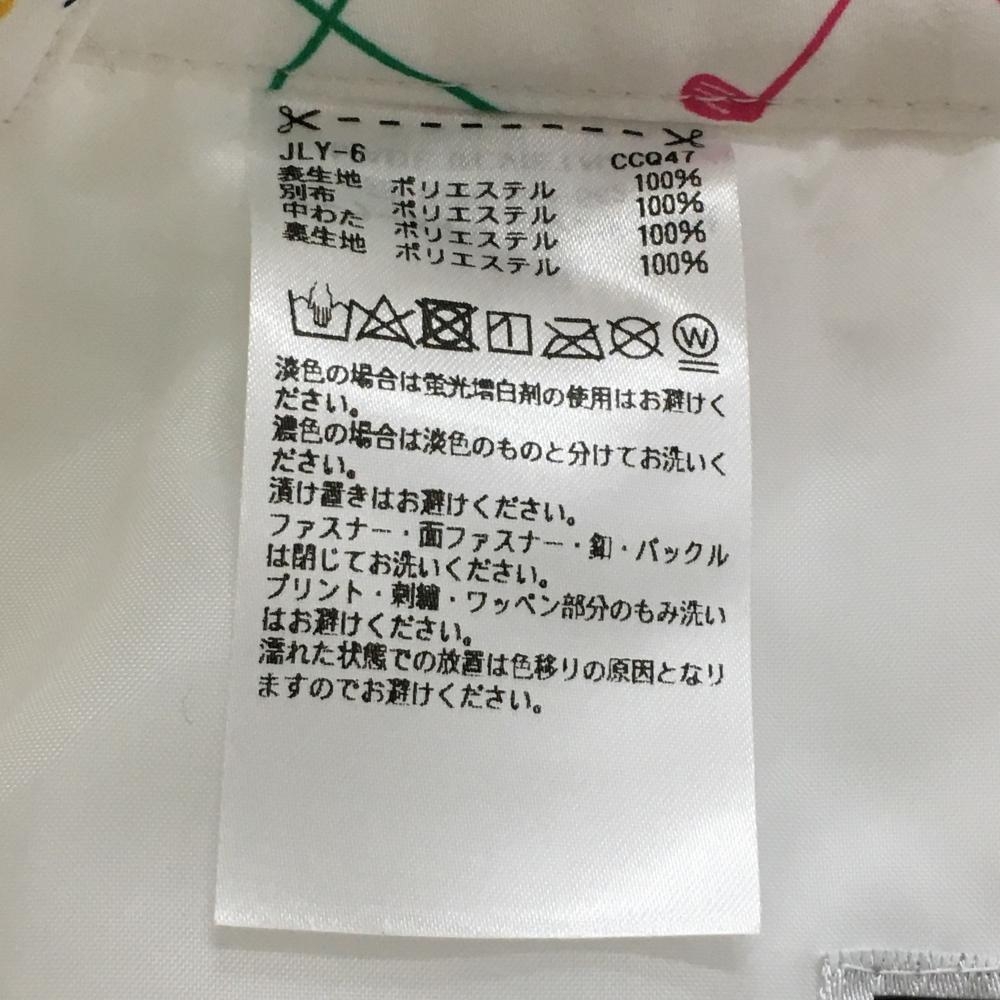 JLY-6 CCQ47
表生地 ポリエステル 100%
別布 ポリエステル 100%
中わた ポリエステル 100%
裏生地 ポリエステル 100%
W
淡色の場合は蛍光増白剤の使用はお避けく
ださい。
濃色の場合は淡色のものと分けてお洗いく
ださい。
漬け置きはお避けください。
ファスナー・面ファスナー・釦・バックル
は閉じてお洗いください。
プリント・刺繍・ワッペン部分のもみ洗い
はお避けください。
濡れた状態での放置は色移りの原因となり
ますのでお避けください。